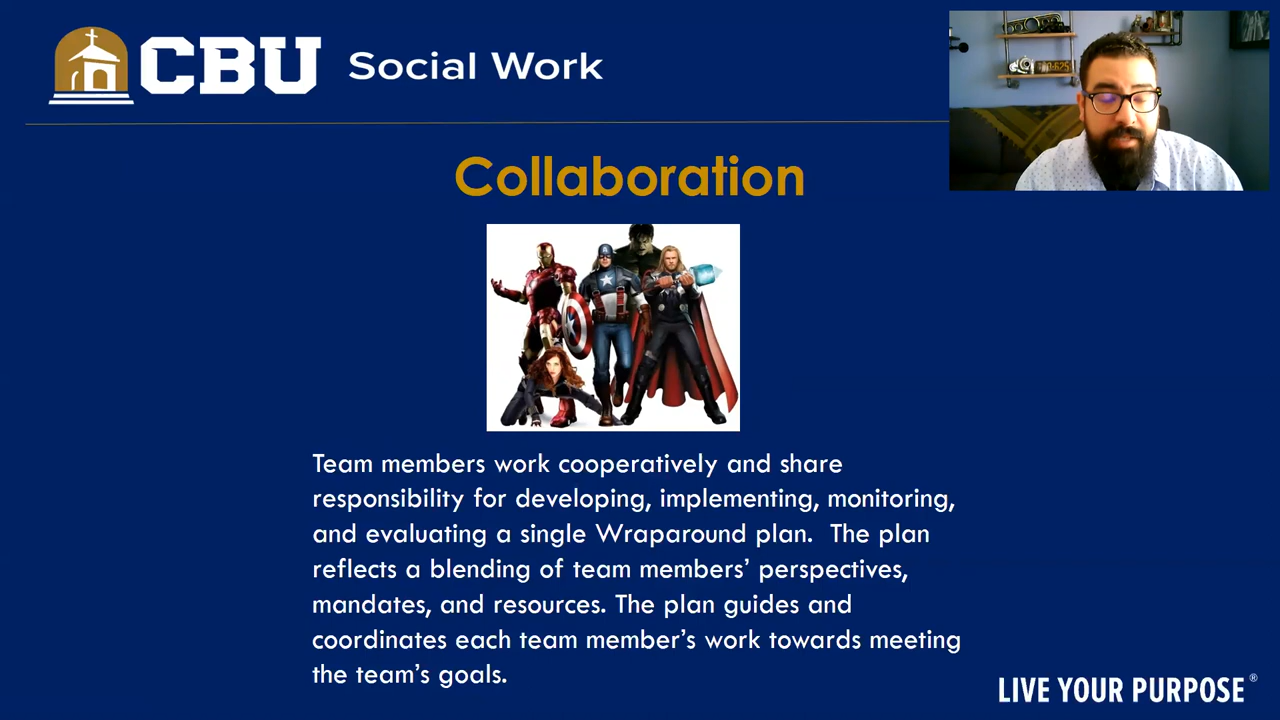 CBU Social Work
Collaboration
Team members work cooperatively and share
responsibility for developing, implementing, monitoring,
and evaluating a single Wraparound plan.  The plan
reflects a blending of team members’ perspectives,
mandates, and resources. The plan guides and
coordinates each team member’s work towards meeting
the team’s goals.
LIVE YOUR PURPOSE®